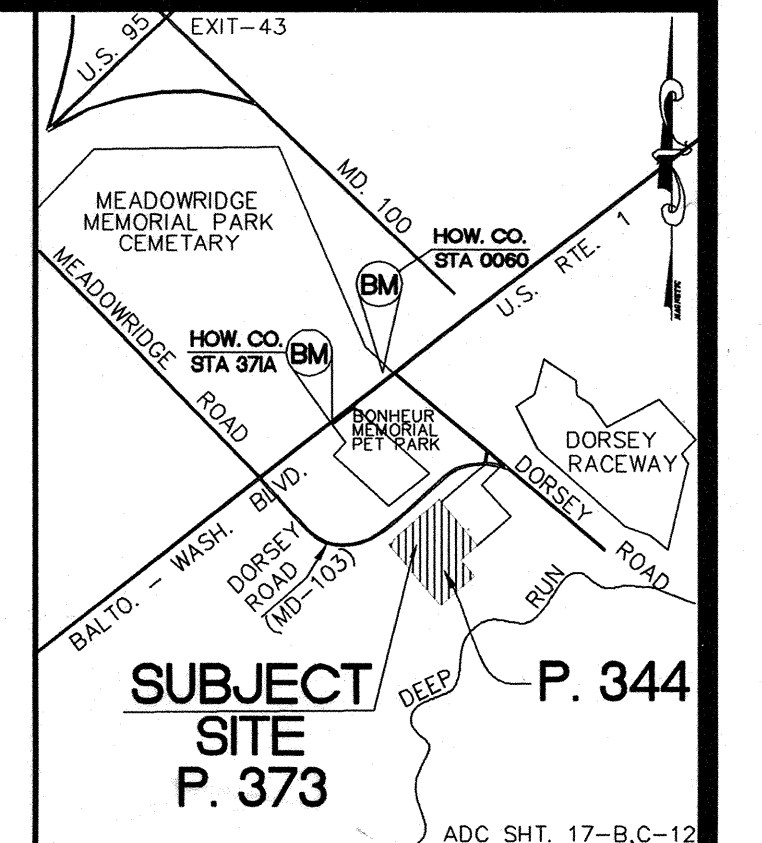 U.S. 95
EXIT-43
MEADOWRIDGE
MEMORIAL PARK
CEMETARY
MD. 100
HOW. CO.
STA 0060
BM
U.S. RTE. 1
MAGNETIC
MEADOWRIDGE ROAD
HOW. CO.
STA 371A
BM
BONHEUR
MEMORIAL
PET PARK
DORSEY
RACEWAY
DORSEY ROAD
BALTO. - WASH. BLVD.
DORSEY
ROAD
(MD-103)
DEEP RUN
SUBJECT
SITE
P. 373
P. 344
ADC SHT. 17-B,C-12